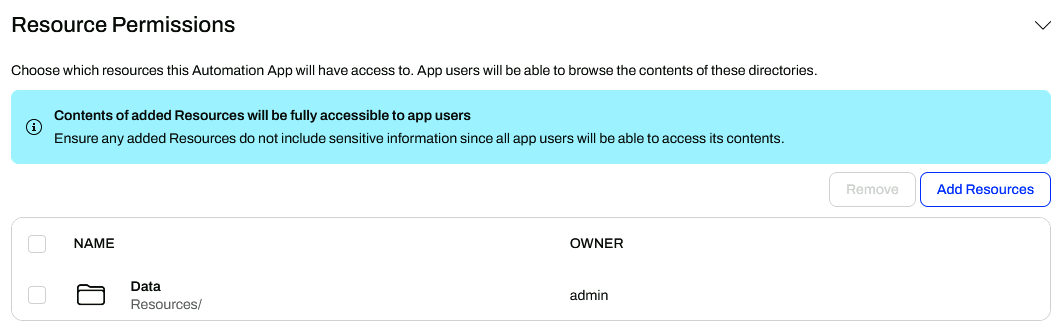 Resource Permissions
Choose which resources this Automation App will have access to. App users will be able to browse the contents of these directories.
Contents of added Resources will be fully accessible to app users
Ensure any added Resources do not include sensitive information since all app users will be able to access its contents.
Remove Add Resources
NAME OWNER
Data
Resources/
admin